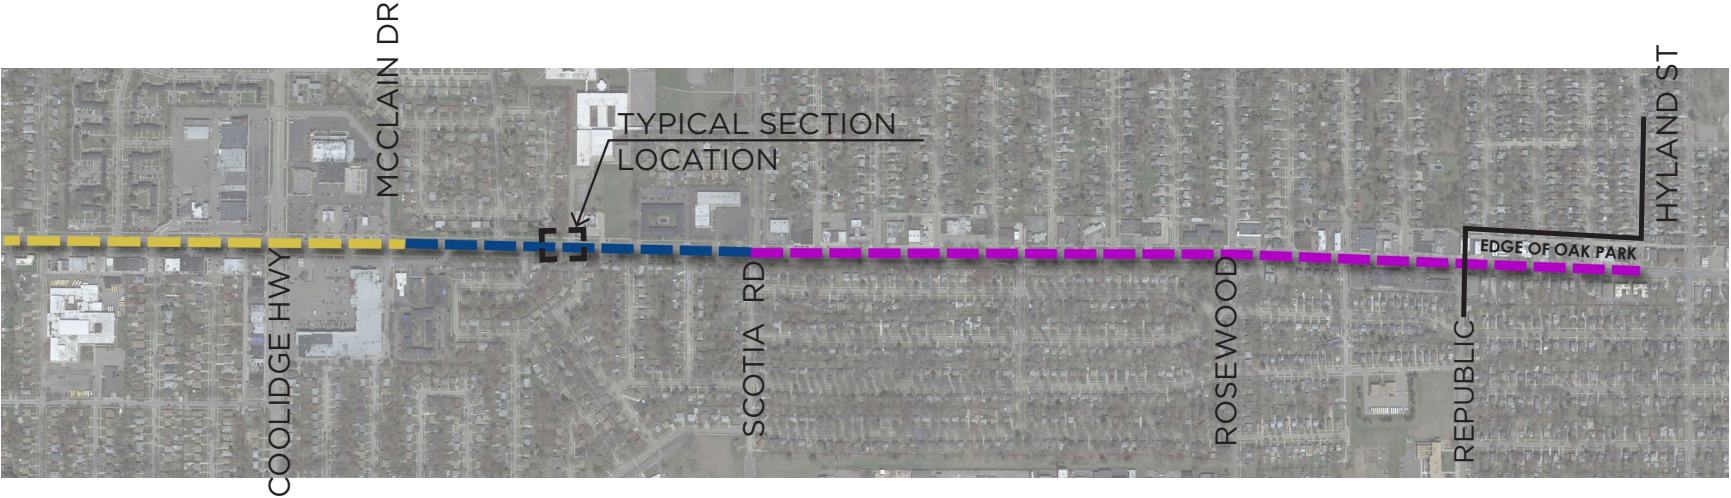 MCCLAIN DR
TYPICAL SECTION
LOCATION
HYLAND ST
EDGE OF OAK PARK
COOLIDGE HWY
SCOTIA RD
ROSEWOOD
REPUBLIC